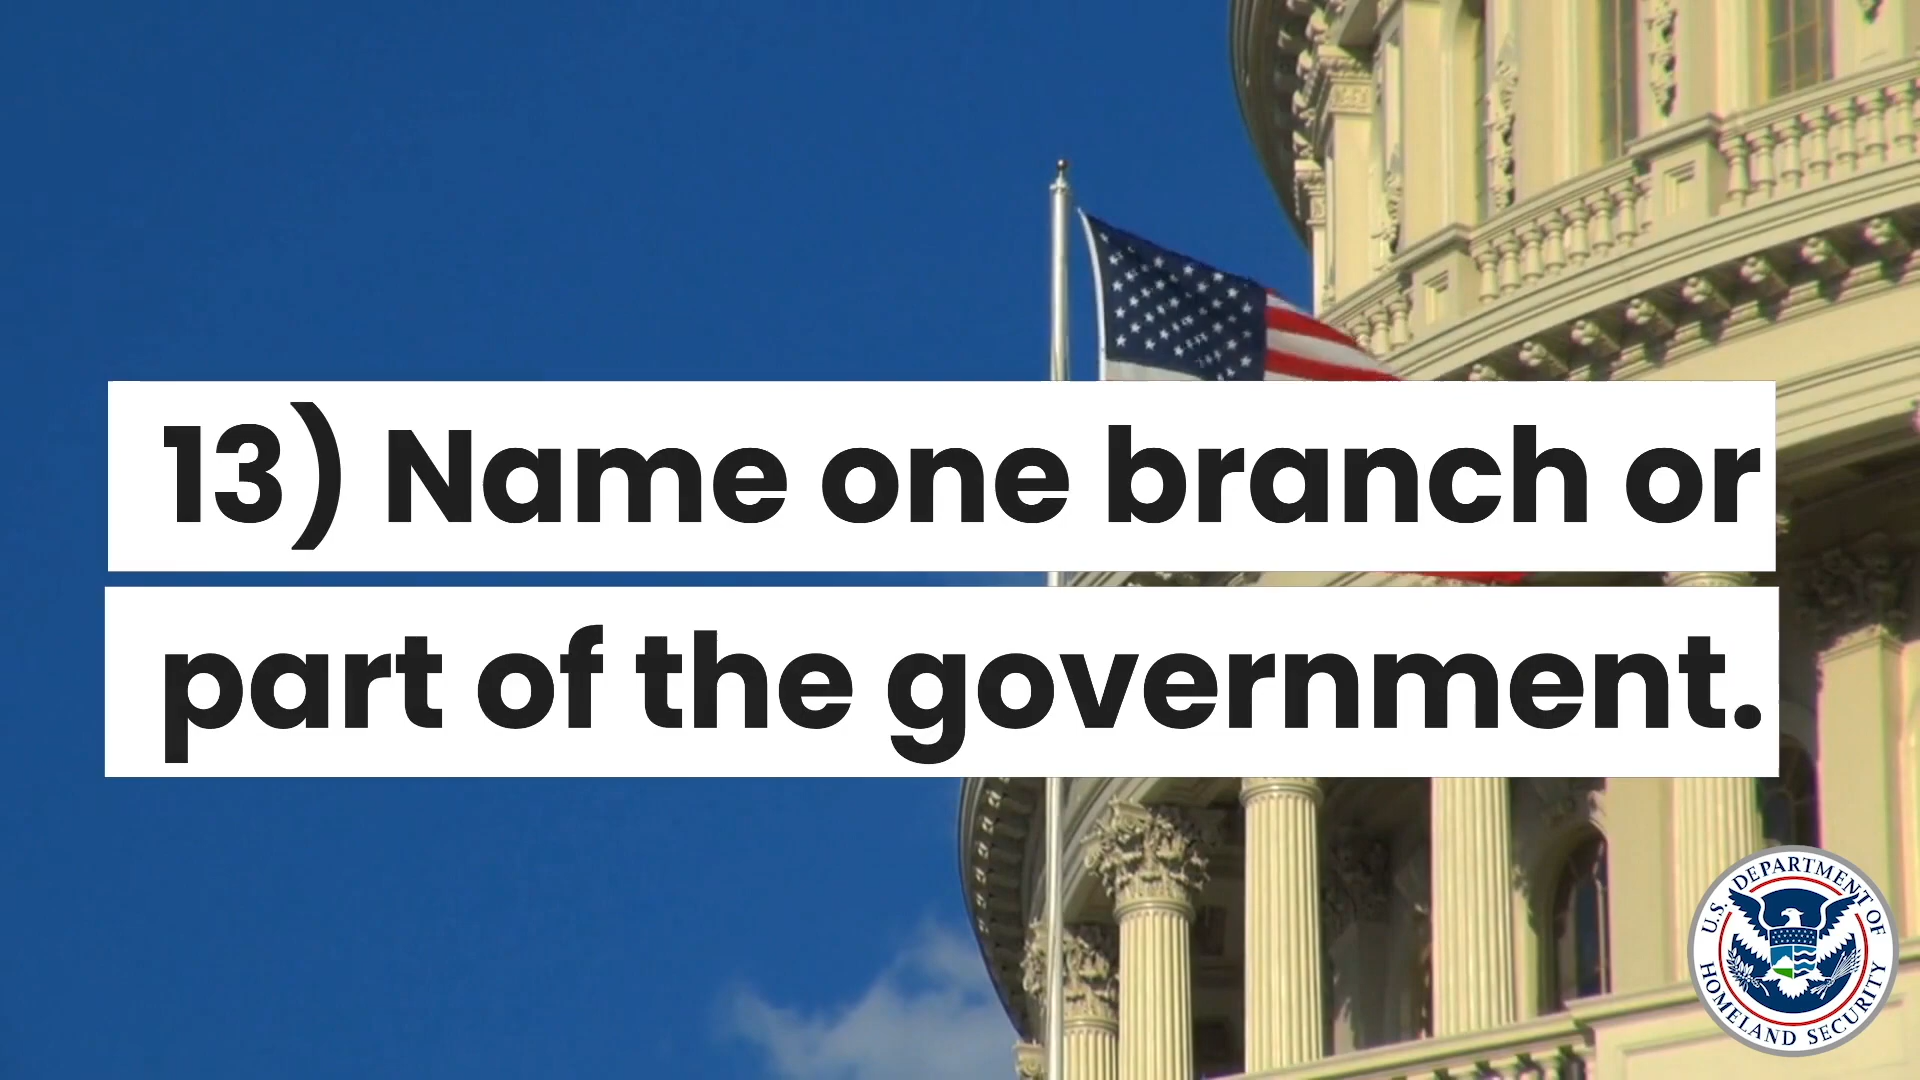 13) Name one branch or
part of the government.
U.S. DEPARTMENT OF
HOMELAND SECURITY